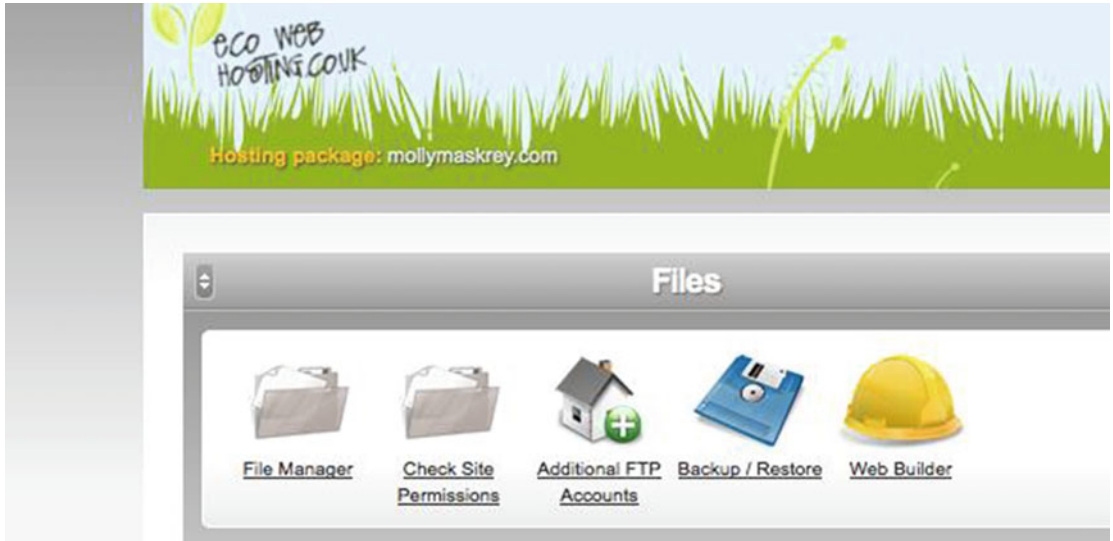 eco web
hosting.co.uk
Hosting package: mollymaskrey.com
Files
File Manager
Check Site
Permissions
Additional FTP
Accounts
Backup / Restore
Web Builder